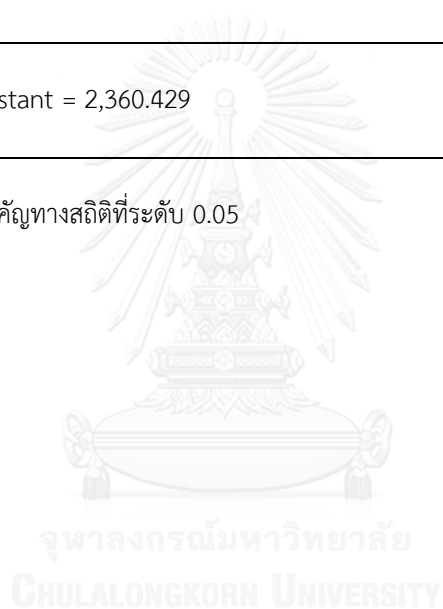 stant = 2,360.429
คัญทางสถิติที่ระดับ 0.05
จุฬาลงกรณ์มหาวิทยาลัย
CHULALONGKORN UNIVERSITY